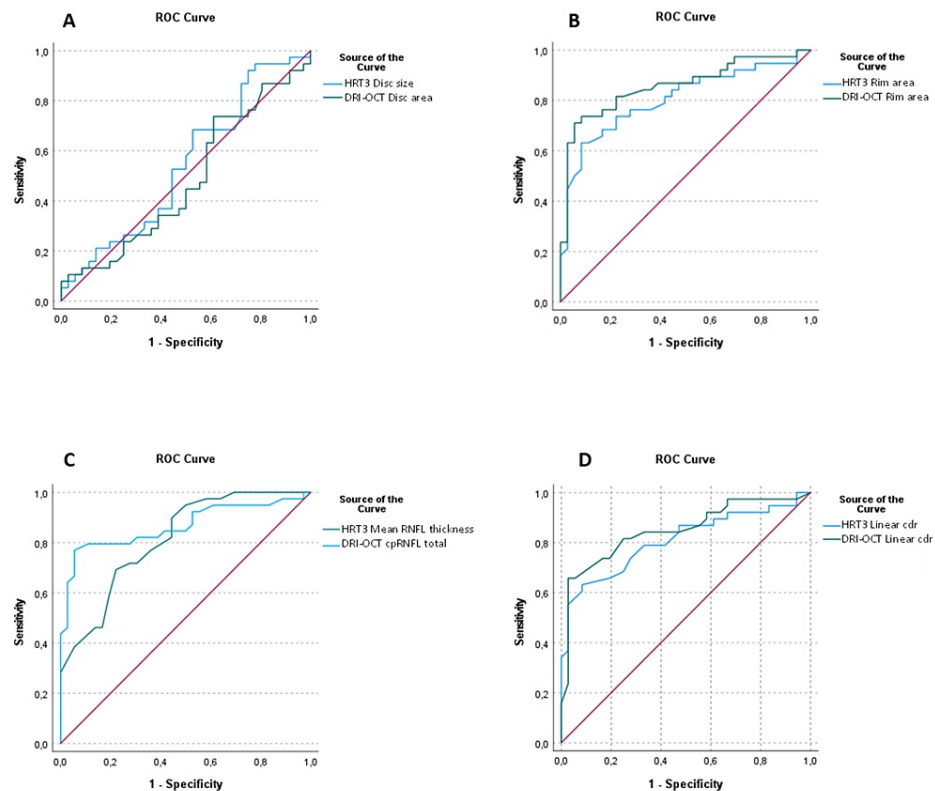 A
ROC Curve
1,0
0,8
0,6
0,4
0,2
0,0
Sensitivity
0,0 0,2 0,4 0,6 0,8 1,0
1 - Specificity
Source of the
Curve
HRT3 Disc size
DRI-OCT Disc area
B
ROC Curve
1,0
0,8
0,6
0,4
0,2
0,0
Sensitivity
0,0 0,2 0,4 0,6 0,8 1,0
1 - Specificity
Source of the
Curve
HRT3 Rim area
DRI-OCT Rim area
C
ROC Curve
1,0
0,8
0,6
0,4
0,2
0,0
Sensitivity
0,0 0,2 0,4 0,6 0,8 1,0
1 - Specificity
Source of the
Curve
HRT3 Mean RNFL thickness
DRI-OCT cpRNFL total
D
ROC Curve
1,0
0,8
0,6
0,4
0,2
0,0
Sensitivity
0,0 0,2 0,4 0,6 0,8 1,0
1 - Specificity
Source of the
Curve
HRT3 Linear cdr
DRI-OCT Linear cdr